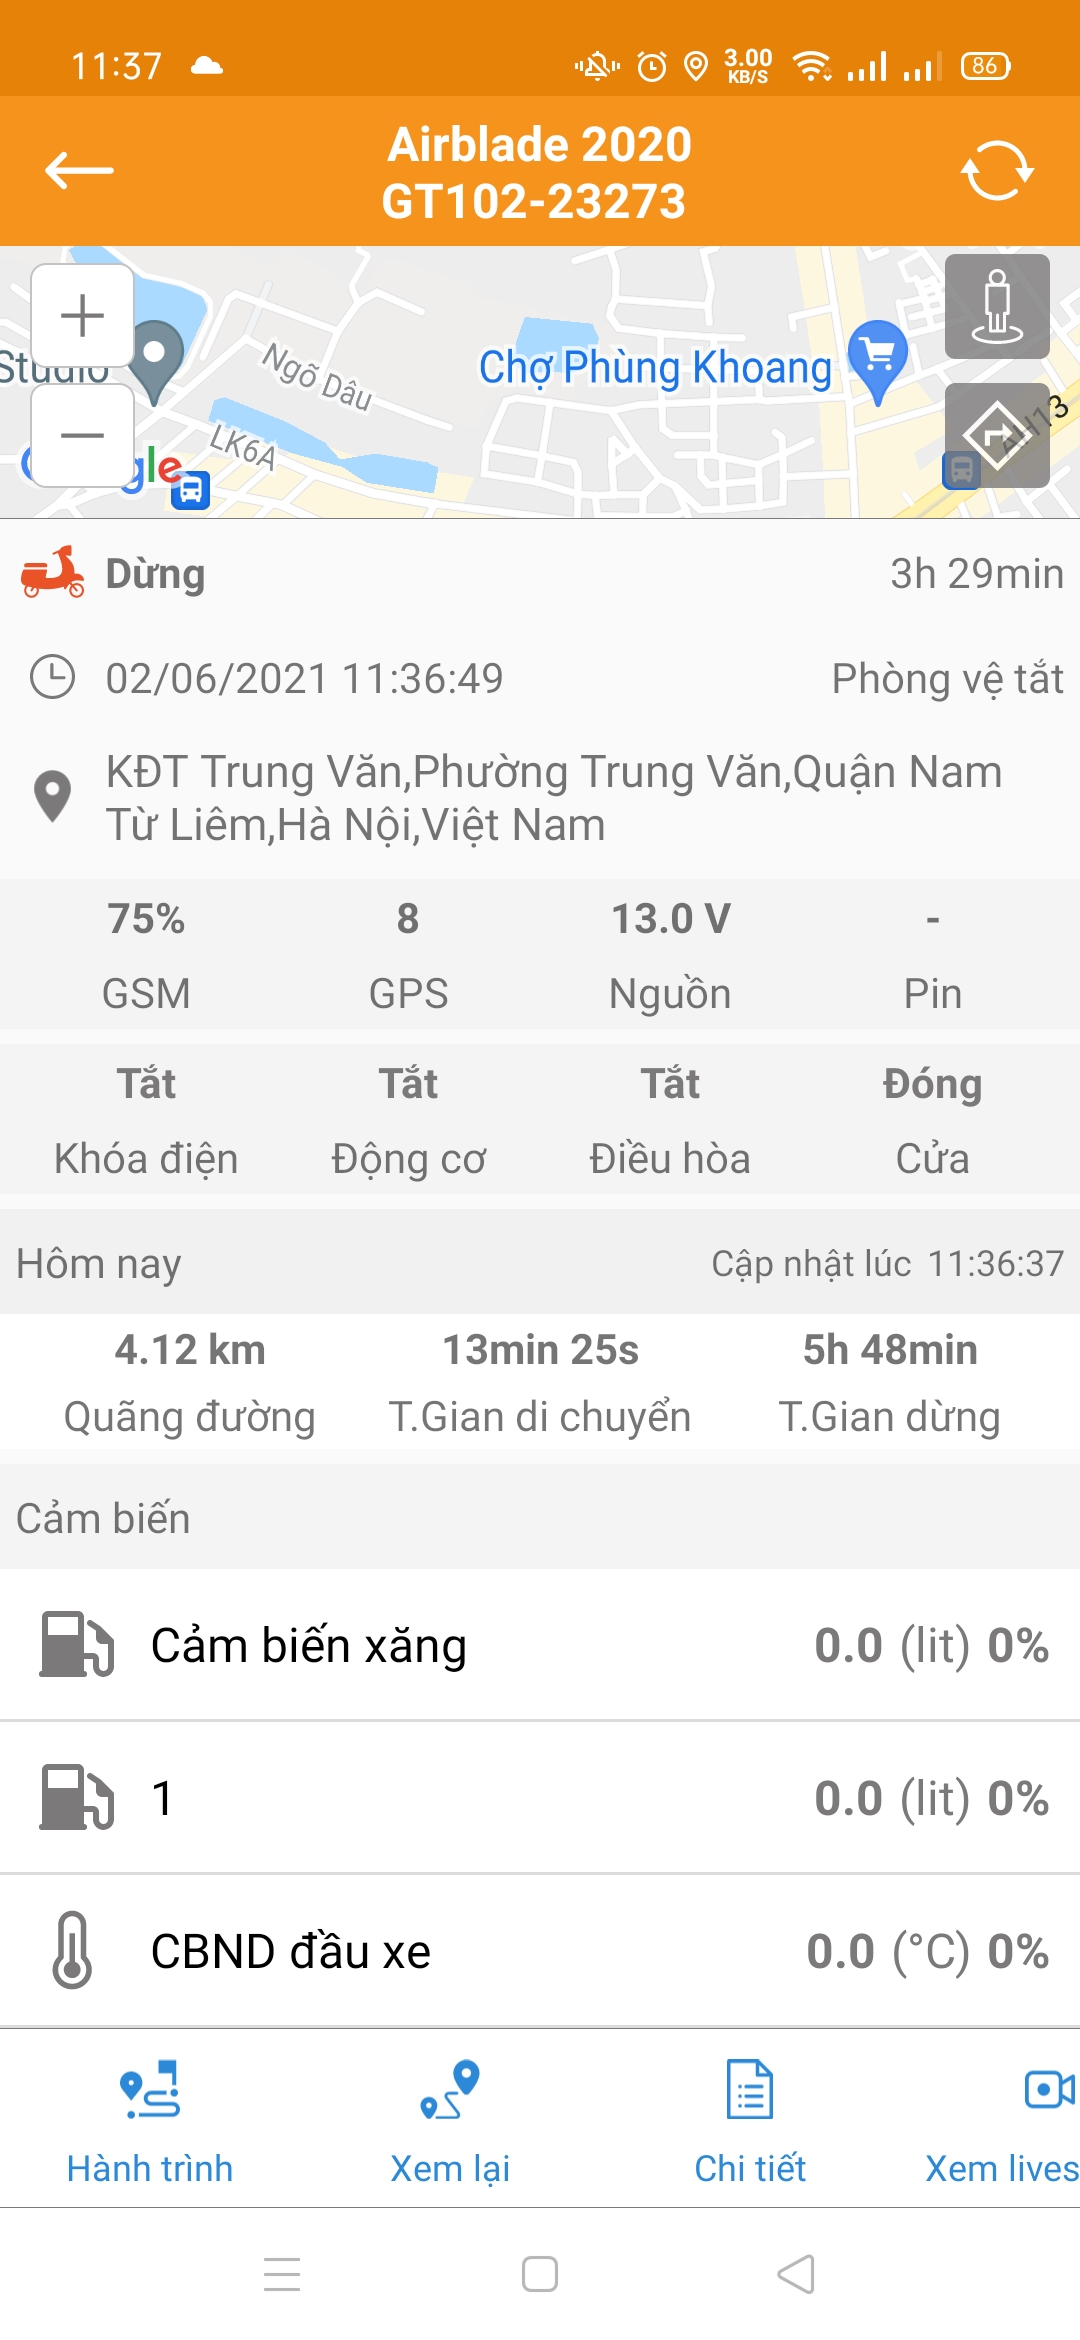 11:37
3.00
KB/S
86
Airblade 2020
GT102-23273
Studio
Ngõ Dâu
Chợ Phùng Khoang
LK6A
AH13
gle
Dừng
3h 29min
02/06/2021 11:36:49
Phòng vệ tắt
KĐT Trung Văn,Phường Trung Văn,Quận Nam
Từ Liêm,Hà Nội,Việt Nam
75% 8 13.0 V -
GSM GPS Nguồn Pin
Tắt Tắt Tắt Đóng
Khóa điện Động cơ Điều hòa Cửa
Hôm nay Cập nhật lúc 11:36:37
4.12 km 13min 25s 5h 48min
Quãng đường T.Gian di chuyển T.Gian dừng
Cảm biến
Cảm biến xăng 0.0 (lit) 0%
1 0.0 (lit) 0%
CBND đầu xe 0.0 (°C) 0%
Hành trình Xem lại Chi tiết Xem lives